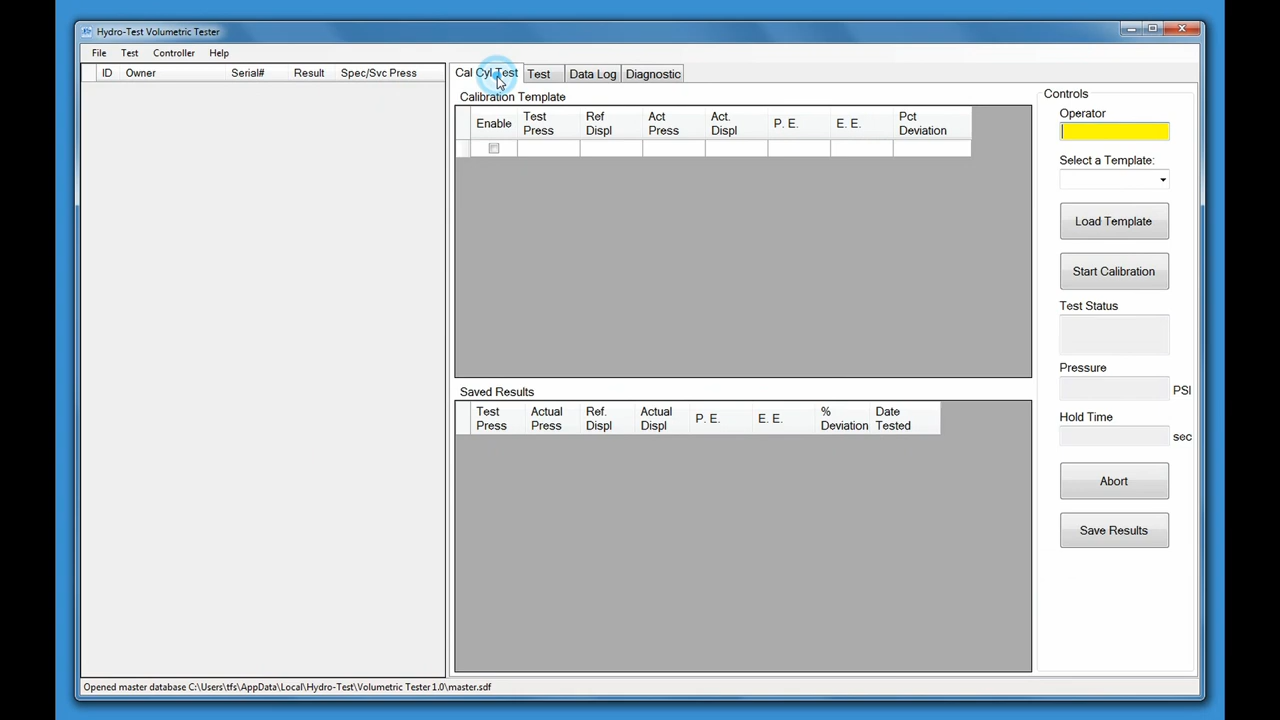 Hydro-Test Volumetric Tester
File Test Controller Help
ID Owner Serial# Result Spec/Svc Press
Cal Cyl Test Test Data Log Diagnostic
Calibration Template
Enable Test Press Ref Displ Act Press Act. Displ P. E. E. E. Pct Deviation
Controls
Operator
Select a Template:
Load Template
Start Calibration
Test Status
Pressure
PSI
Hold Time
sec
Abort
Save Results
Saved Results
Test Press Actual Press Ref. Displ Actual Displ P. E. E. E. % Deviation Date Tested
Opened master database C:\Users\tfs\AppData\Local\Hydro-Test\Volumetric Tester 1.0\master.sdf